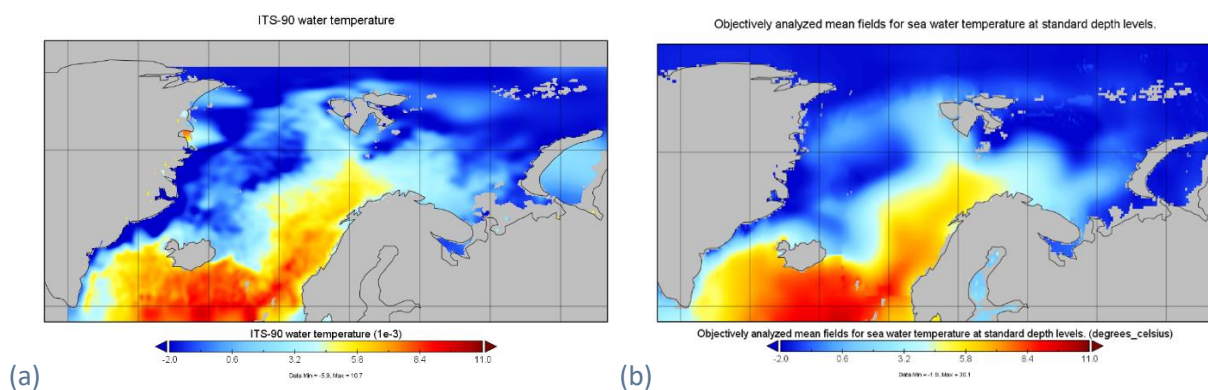 ITS-90 water temperature
-2.0 0.6 3.2 5.8 8.4 11.0
ITS-90 water temperature (1e-3)
Data Min = -5.9, Max = 10.7
(a)
Objectively analyzed mean fields for sea water temperature at standard depth levels.
Objectively analyzed mean fields for sea water temperature at standard depth levels. (degrees_celsius)
-2.0 0.6 3.2 5.8 8.4 11.0
(b)